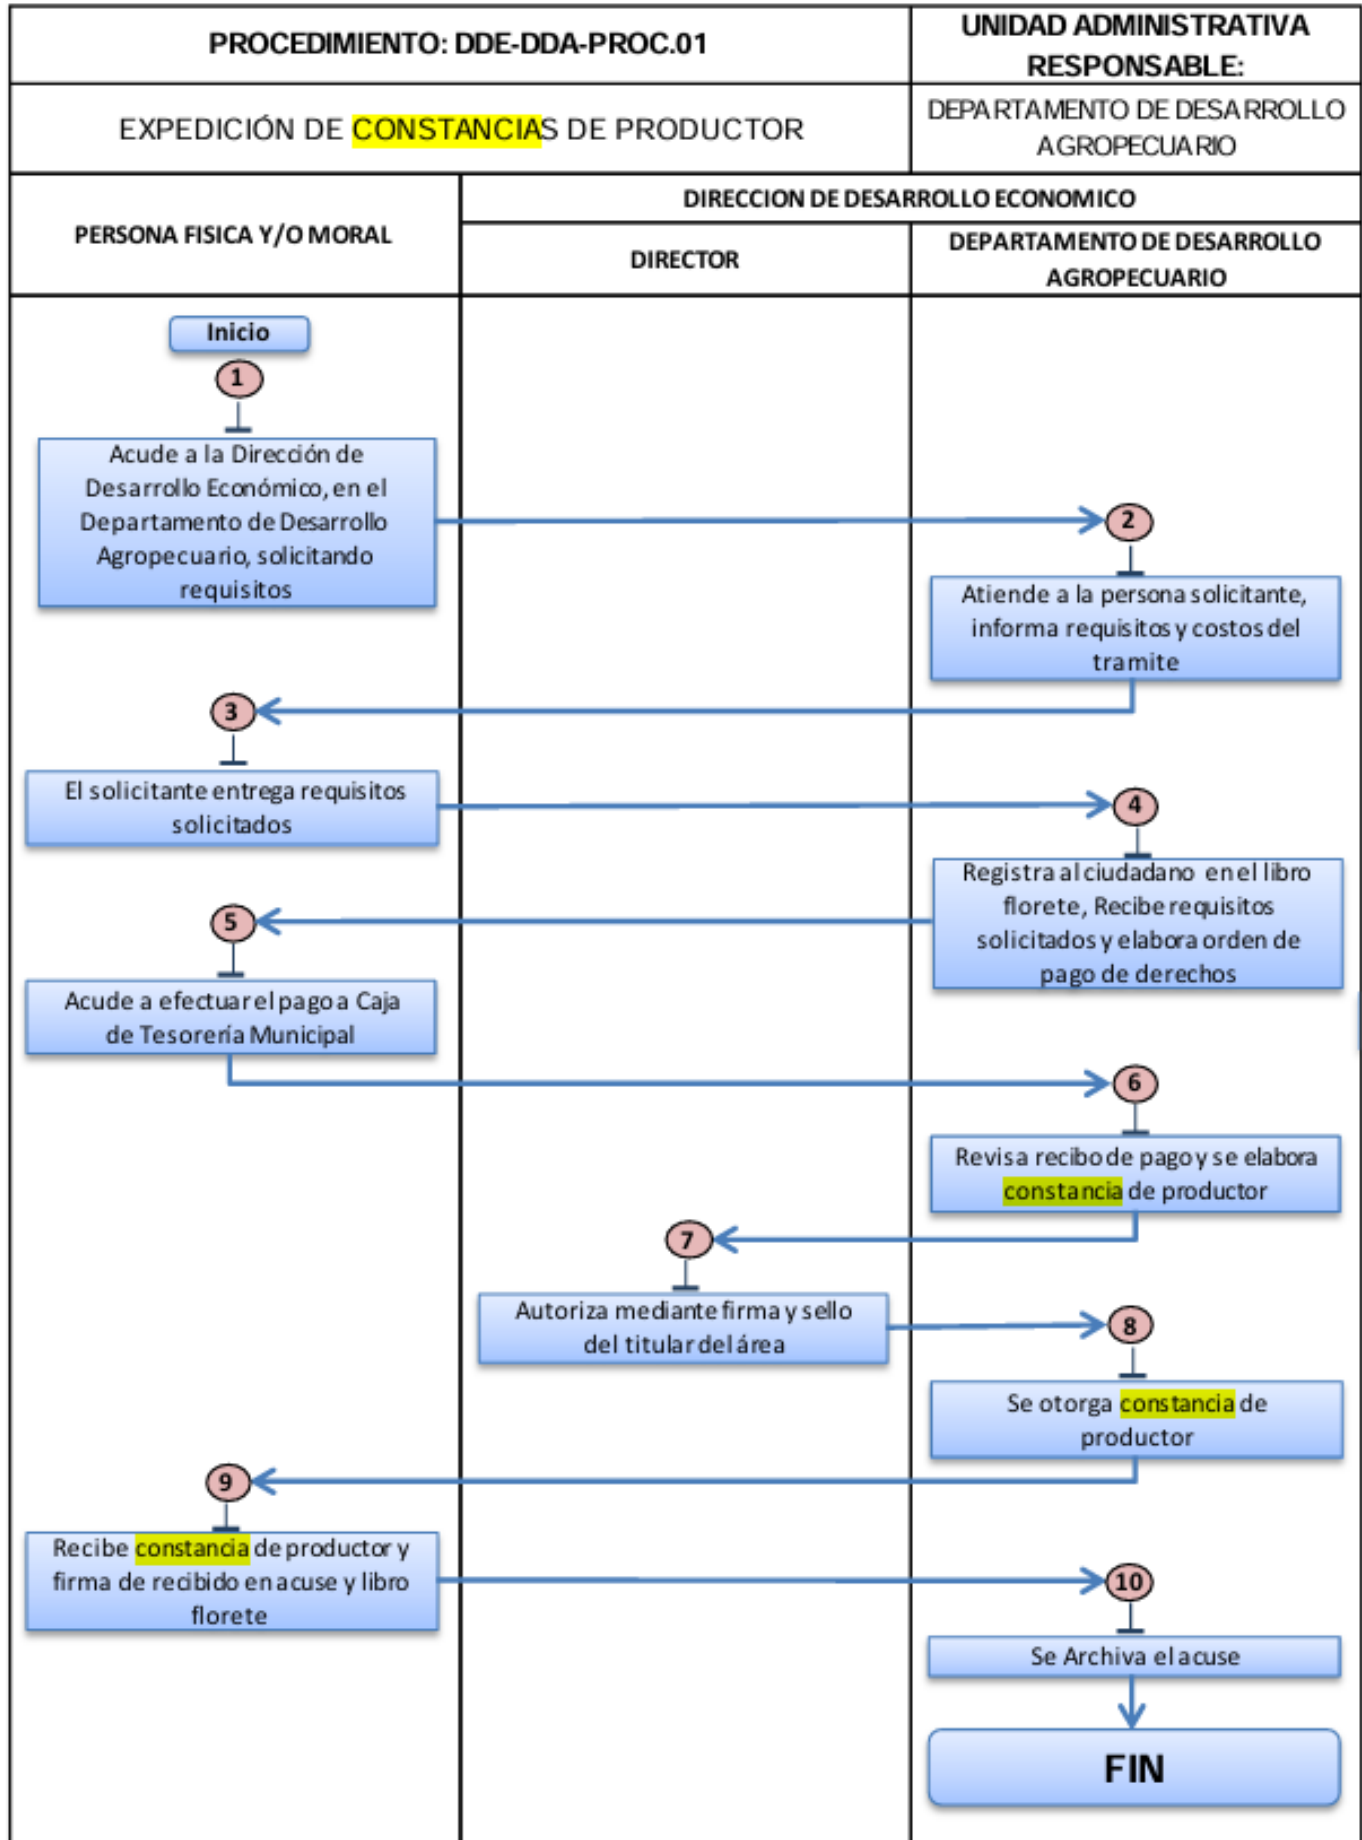 PROCEDIMIENTO: DDE-DDA-PROC.01
UNIDAD ADMINISTRATIVA
RESPONSABLE:
EXPEDICIÓN DE CONSTANCIAS DE PRODUCTOR
DEPARTAMENTO DE DESARROLLO
AGROPECUARIO
PERSONA FISICA Y/O MORAL
DIRECCION DE DESARROLLO ECONOMICO
DIRECTOR
DEPARTAMENTO DE DESARROLLO
AGROPECUARIO
Inicio
1
Acude a la Dirección de
Desarrollo Económico, en el
Departamento de Desarrollo
Agropecuario, solicitando
requisitos
2
Atiende a la persona solicitante,
informa requisitos y costos del
tramite
3
El solicitante entrega requisitos
solicitados
4
Registra al ciudadano en el libro
florete, Recibe requisitos
solicitados y elabora orden de
pago de derechos
5
Acude a efectuar el pago a Caja
de Tesorería Municipal
6
Revisa recibo de pago y se elabora
constancia de productor
7
Autoriza mediante firma y sello
del titular del área
8
Se otorga constancia de
productor
9
Recibe constancia de productor y
firma de recibido en acuse y libro
florete
10
Se Archiva el acuse
FIN